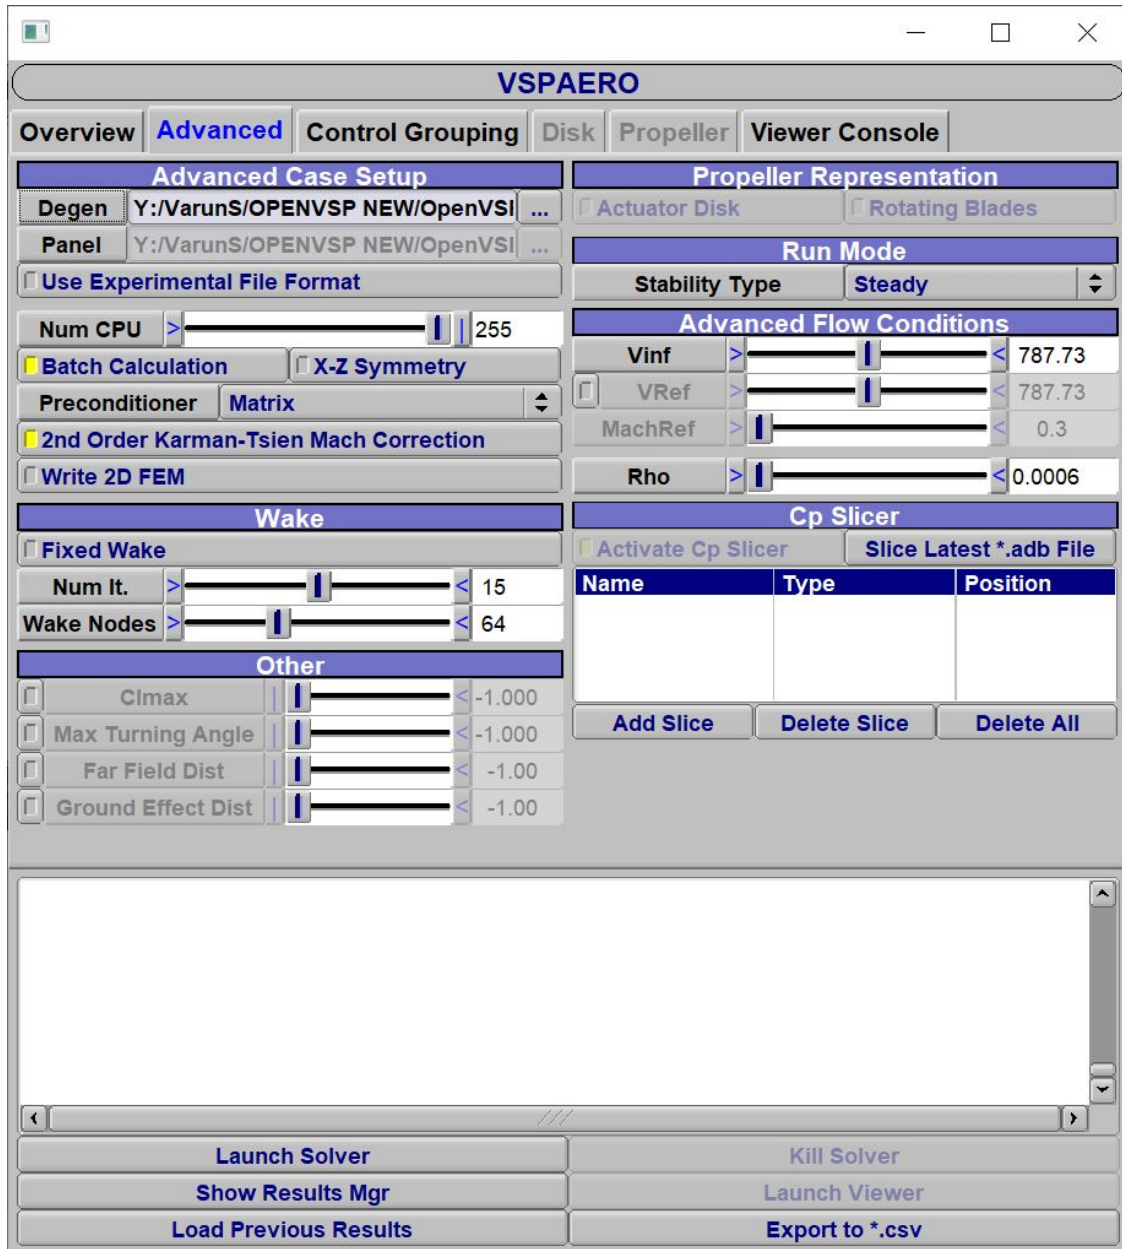 VSPAERO
Overview Advanced Control Grouping Disk Propeller Viewer Console
Advanced Case Setup
Degen Y:/VarunS/OPENVSP NEW/OpenVSI ...
Panel Y:/VarunS/OPENVSP NEW/OpenVSI ...
Use Experimental File Format
Num CPU > | 255
Batch Calculation X-Z Symmetry
Preconditioner Matrix
2nd Order Karman-Tsien Mach Correction
Write 2D FEM
Wake
Fixed Wake
Num It. > < 15
Wake Nodes > < 64
Other
Clmax | < -1.000
Max Turning Angle | < -1.000
Far Field Dist | < -1.00
Ground Effect Dist | < -1.00
Propeller Representation
Actuator Disk Rotating Blades
Run Mode
Stability Type Steady
Advanced Flow Conditions
Vinf > < 787.73
VRef > < 787.73
MachRef > < 0.3
Rho > < 0.0006
Cp Slicer
Activate Cp Slicer Slice Latest *.adb File
Name Type Position
Add Slice Delete Slice Delete All
Launch Solver Kill Solver
Show Results Mgr Launch Viewer
Load Previous Results Export to *.csv